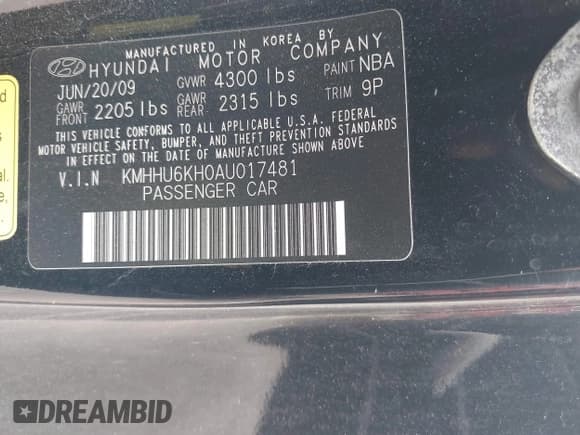 MANUFACTURED IN KOREA BY
HYUNDAI MOTOR COMPANY
JUN/20/09 GVWR 4300 lbs PAINT NBA
GAWR FRONT 2205 lbs GAWR REAR. 2315 lbs TRIM 9P
THIS VEHICLE CONFORMS TO ALL APPLICABLE U.S.A. FEDERAL
MOTOR VEHICLE SAFETY, BUMPER, AND THEFT PREVENTION STANDARDS
IN EFFECT ON THE DATE OF MANUFACTURE SHOWN ABOVE.
V.I.N KMHHU6KH0AU017481
PASSENGER CAR
DREAMBID